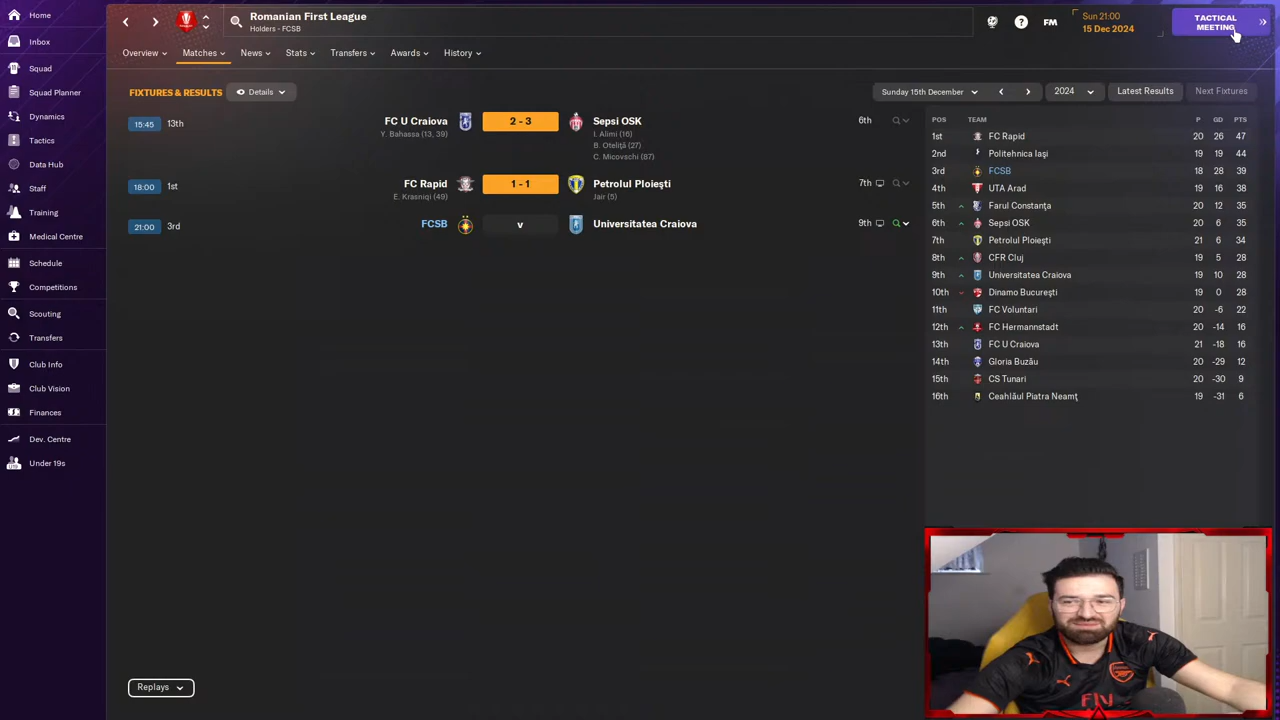 Home
Inbox
Squad
Squad Planner
Dynamics
Tactics
Data Hub
Staff
Training
Medical Centre
Schedule
Competitions
Scouting
Transfers
Club Info
Club Vision
Finances
Dev. Centre
Under 19s
Romanian First League
Holders - FCSB
FM
Sun 21:00
15 Dec 2024
TACTICAL
MEETING
Overview Matches News Stats Transfers Awards History
FIXTURES & RESULTS Details
Sunday 15th December 2024 Latest Results Next Fixtures
15:45 13th FC U Craiova 2 - 3 Sepsi OSK 6th
Y. Bahassa (13, 39) I. Alimi (16)
B. Oteliță (27)
C. Micovschi (87)
18:00 1st FC Rapid 1 - 1 Petrolul Ploiești 7th
E. Krasniqi (49) Jair (5)
21:00 3rd FCSB v Universitatea Craiova 9th
POS TEAM P GD PTS
1st FC Rapid 20 26 47
2nd Politehnica Iași 19 19 44
3rd FCSB 18 28 39
4th UTA Arad 19 16 38
5th Farul Constanța 20 12 35
6th Sepsi OSK 20 6 35
7th Petrolul Ploiești 21 6 34
8th CFR Cluj 19 5 28
9th Universitatea Craiova 19 10 28
10th Dinamo București 19 0 28
11th FC Voluntari 20 -6 22
12th FC Hermannstadt 20 -14 16
13th FC U Craiova 21 -18 16
14th Gloria Buzău 20 -29 12
15th CS Tunari 20 -30 9
16th Ceahlăul Piatra Neamț 19 -31 6
Replays
Arsenal